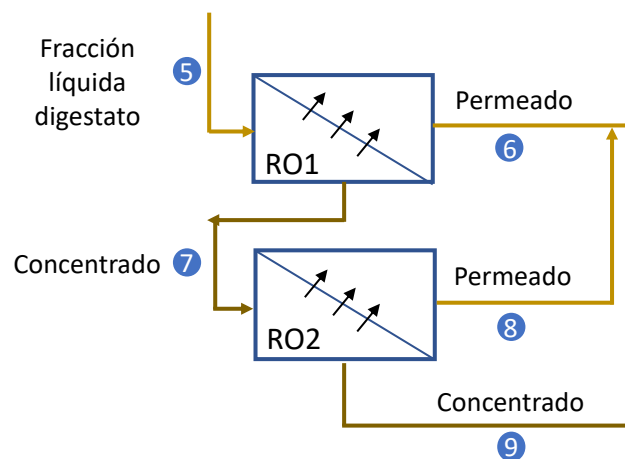 Fracción
líquida
digestato
5
Permeado
6
RO1
Concentrado 7
Permeado
8
RO2
Concentrado
9